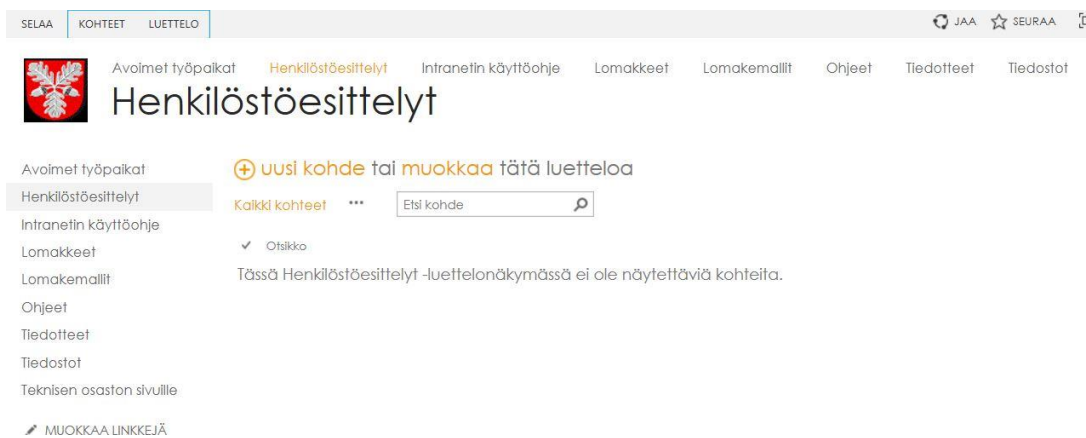 SELAA KOHTEET LUETTELO JAA SEURAA
Avoimet työpaikat Henkilöstöesittelyt Intranetin käyttöohje Lomakkeet Lomakemallit Ohjeet Tiedotteet Tiedostot
Henkilöstöesittelyt
Avoimet työpaikat
Henkilöstöesittelyt
Intranetin käyttöohje
Lomakkeet
Lomakemallit
Ohjeet
Tiedotteet
Tiedostot
Teknisen osaston sivuille
MUOKKAA LINKKEJÄ
uusi kohde tai muokkaa tätä luetteloa
Kaikki kohteet ••• Etsi kohde
Otsikko
Tässä Henkilöstöesittelyt -luettelonäkymässä ei ole näytettäviä kohteita.